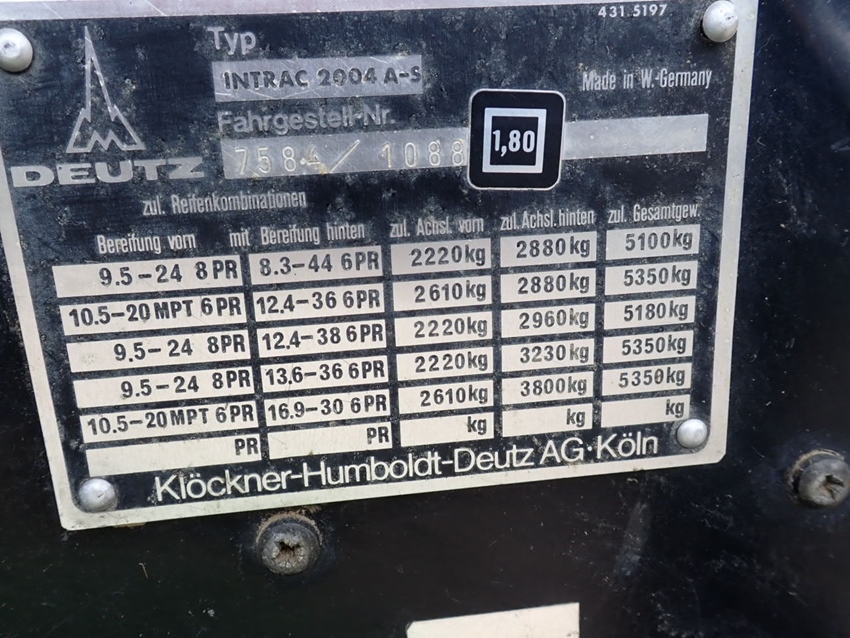 431.5197
Typ
INTRAC 2004 A-S
Made in W.-Germany
Fahrgestell-Nr.
7584/1088
1,80
DEUTZ
zul. Reifenkombinationen
Bereifung vorn mit Bereifung hinten zul. Achsl. vorn zul. Achsl. hinten zul. Gesamtgew.
9.5-24 8PR 8.3-44 6PR 2220kg 2880kg 5100kg
10.5-20 MPT 6PR 12.4-36 6PR 2610kg 2880kg 5350kg
9.5-24 8PR 12.4-38 6PR 2220kg 2960kg 5180kg
9.5-24 8PR 13.6-36 6PR 2220kg 3230kg 5350kg
10.5-20 MPT 6PR 16.9-30 6PR 2610kg 3800kg 5350kg
PR PR kg kg kg
Klöckner-Humboldt-Deutz AG·Köln